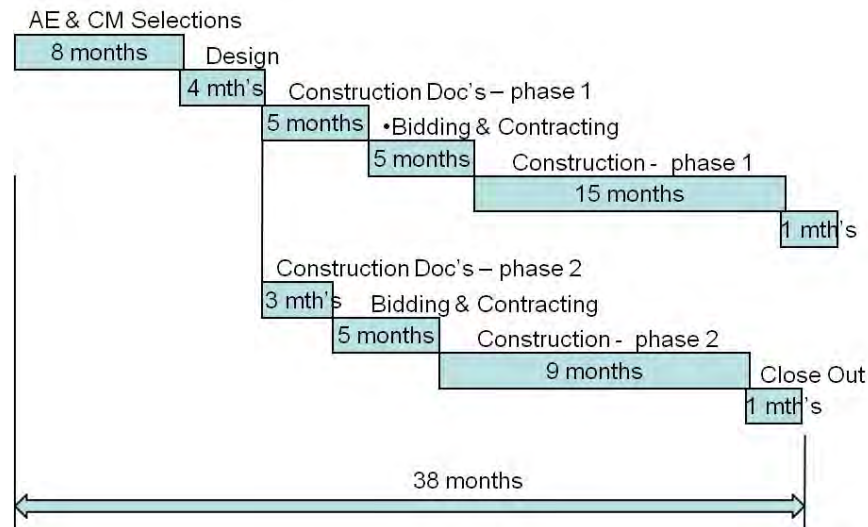 AE & CM Selections
8 months
Design
4 mth's
Construction Doc's – phase 1
5 months
•Bidding & Contracting
5 months
Construction - phase 1
15 months
1 mth's
Construction Doc's – phase 2
3 mth's
Bidding & Contracting
5 months
Construction - phase 2
9 months
Close Out
1 mth's
38 months